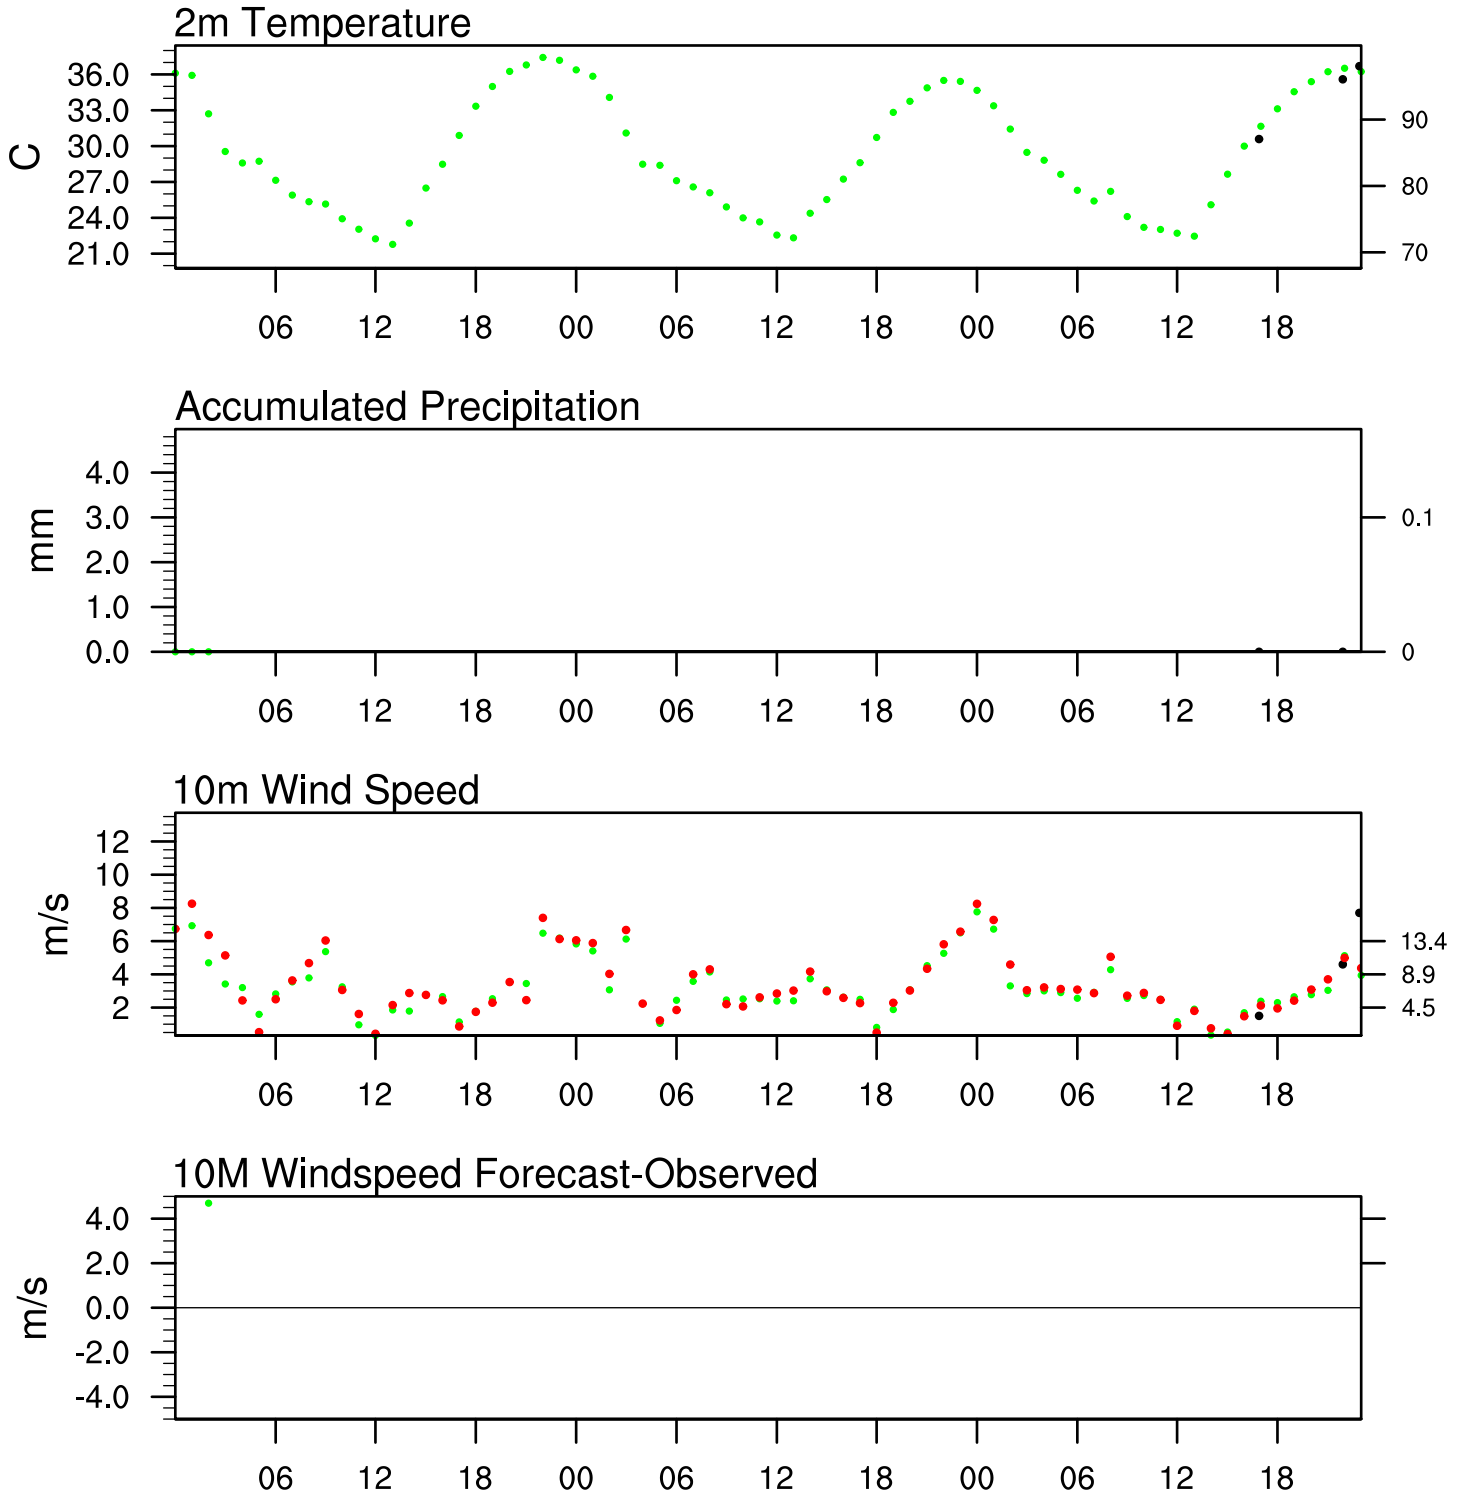 2m Temperature
36.0
33.0
30.0
27.0
24.0
21.0
C
90
80
70
06 12 18 00 06 12 18 00 06 12 18
Accumulated Precipitation
4.0
3.0
2.0
1.0
0.0
mm
0.1
0
06 12 18 00 06 12 18 00 06 12 18
10m Wind Speed
12
10
8
6
4
2
m/s
13.4
8.9
4.5
06 12 18 00 06 12 18 00 06 12 18
10M Windspeed Forecast-Observed
4.0
2.0
0.0
-2.0
-4.0
m/s
06 12 18 00 06 12 18 00 06 12 18